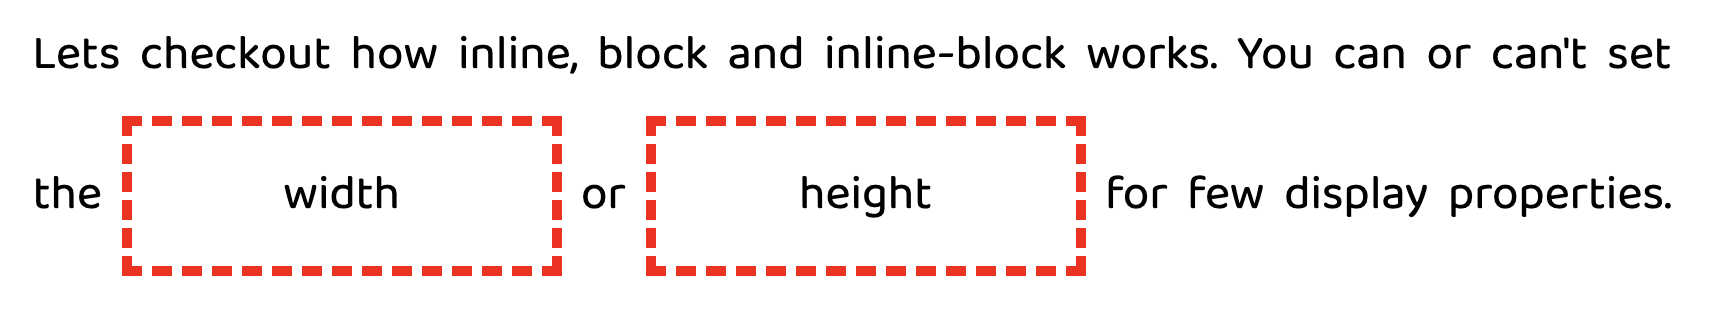 Lets checkout how inline, block and inline-block works. You can or can't set
the width or height for few display properties.